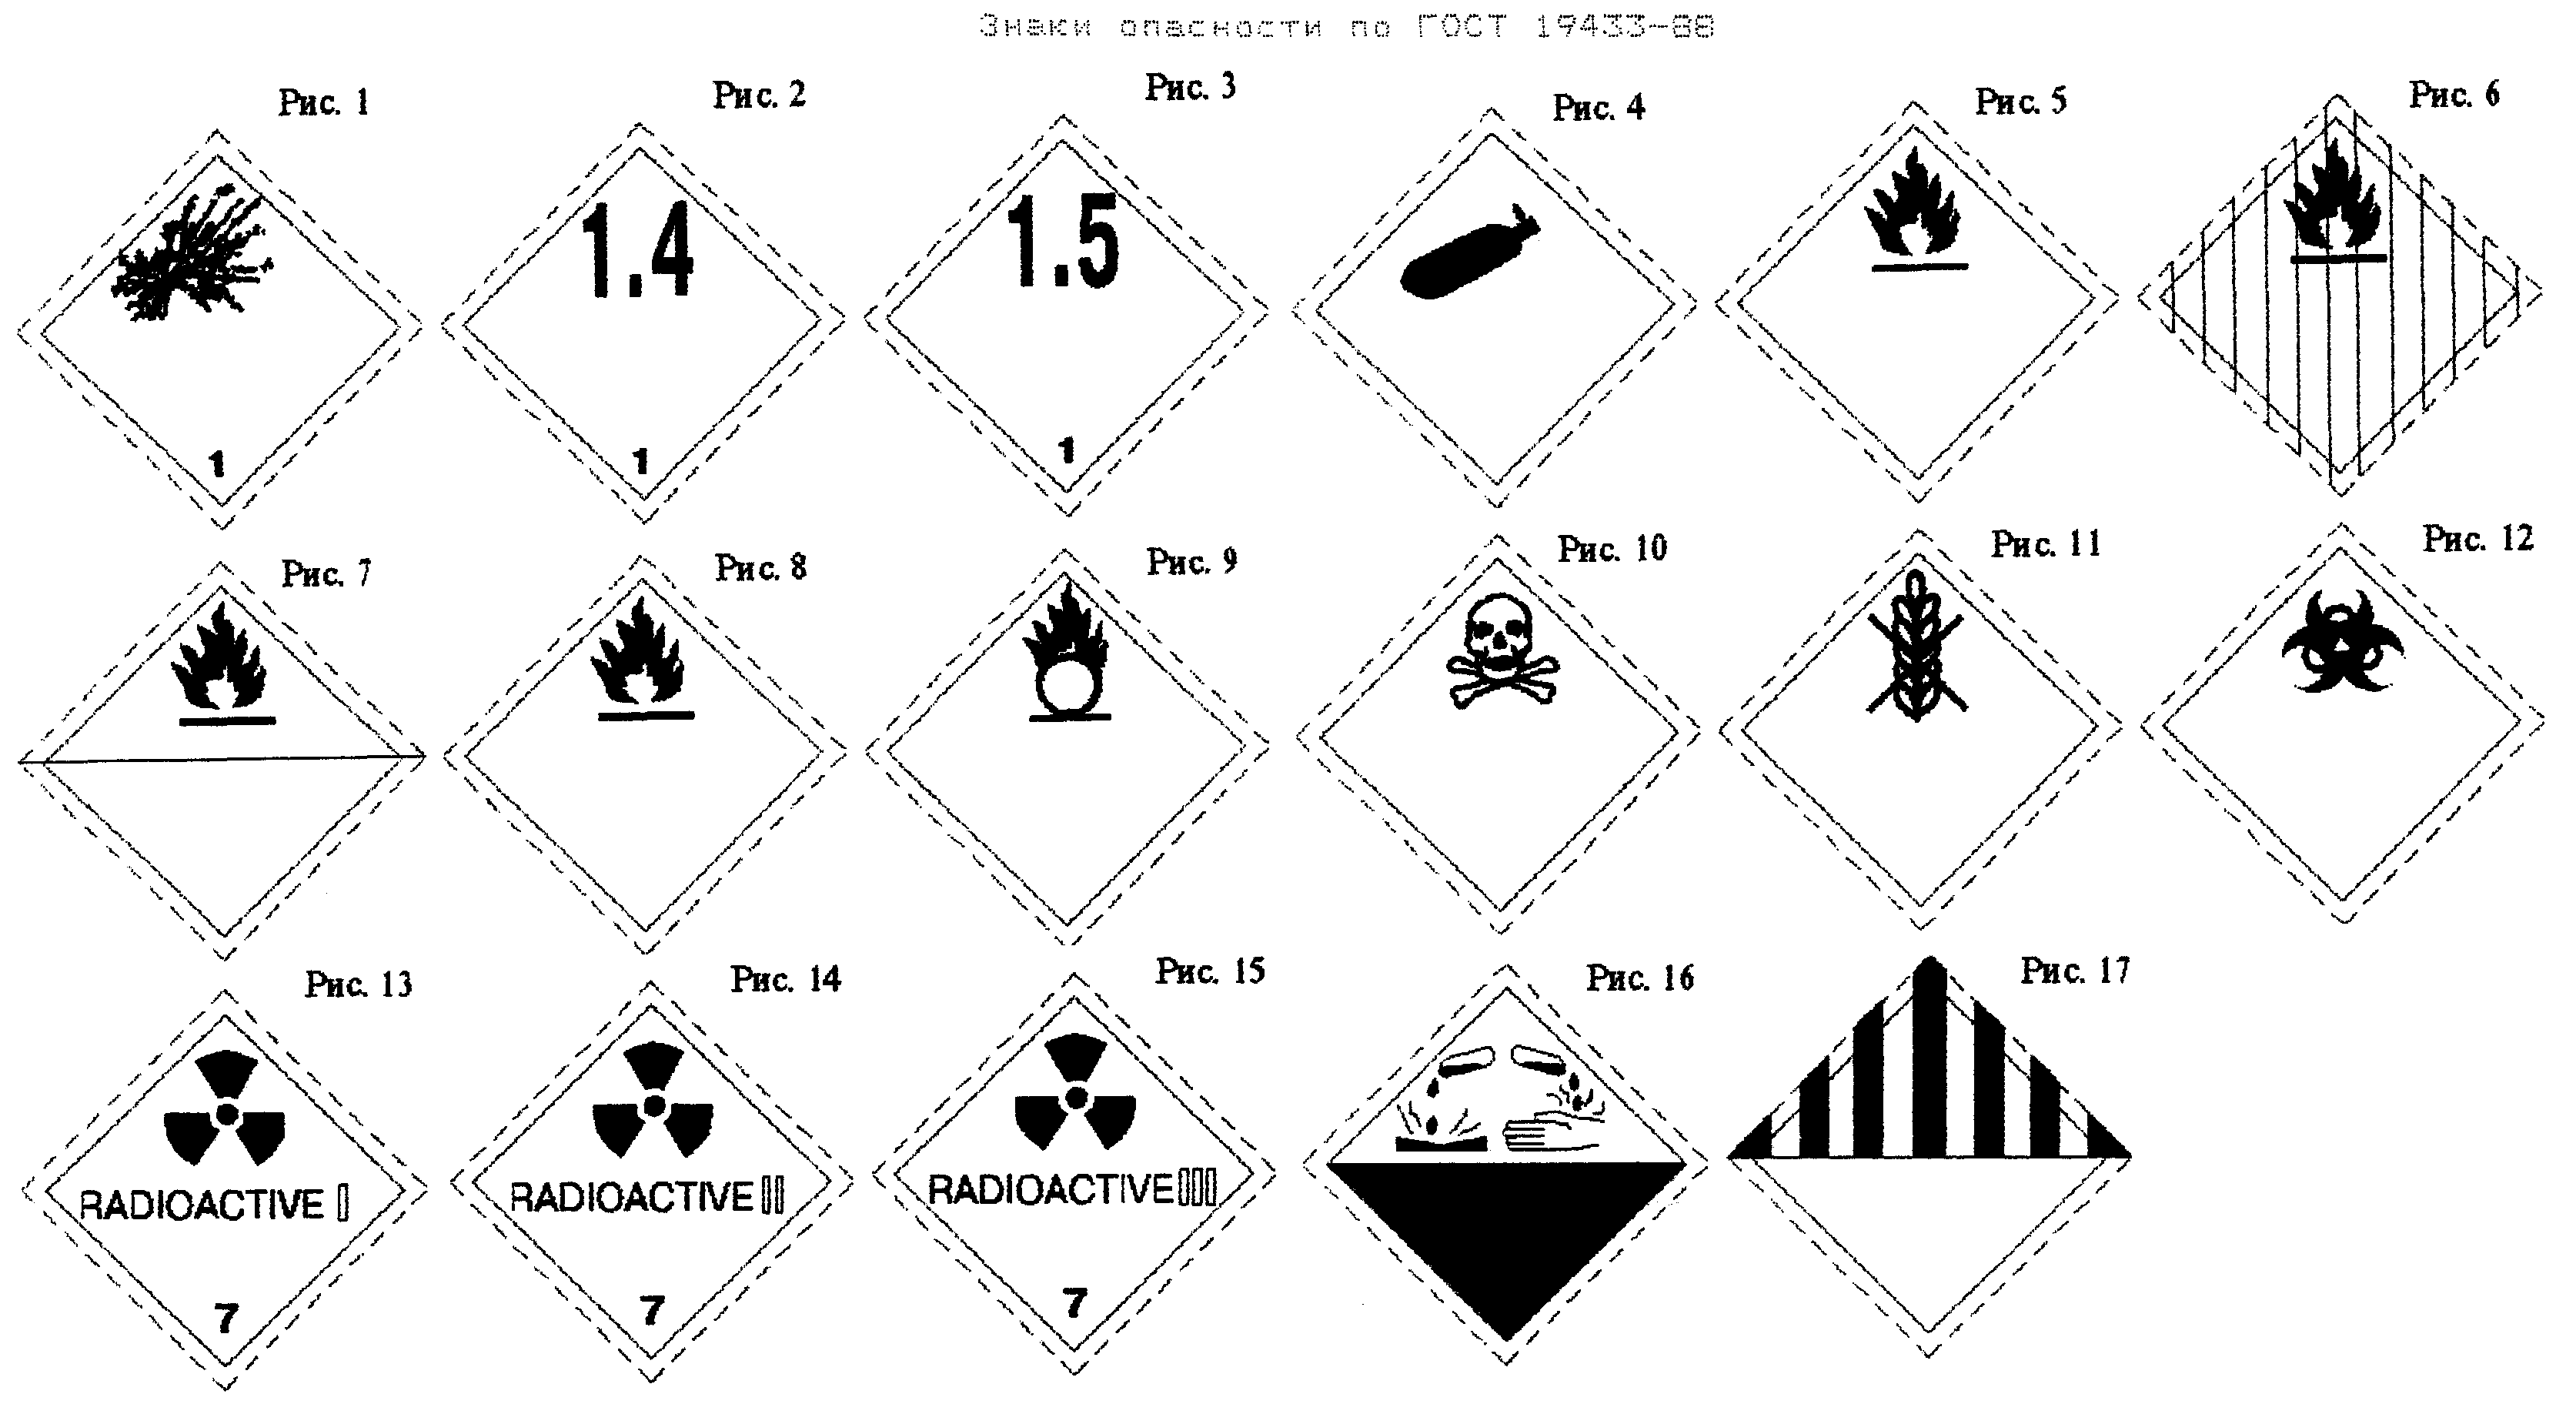 Знаки опасности по ГОСТ 19433-88
Рис. 1
Рис. 2
Рис. 3
Рис. 4
Рис. 5
Рис. 6
1
1.4
1
1.5
1
Рис. 7
Рис. 8
Рис. 9
Рис. 10
Рис. 11
Рис. 12
Рис. 13
Рис. 14
Рис. 15
Рис. 16
Рис. 17
RADIOACTIVE I
7
RADIOACTIVE II
7
RADIOACTIVE III
7